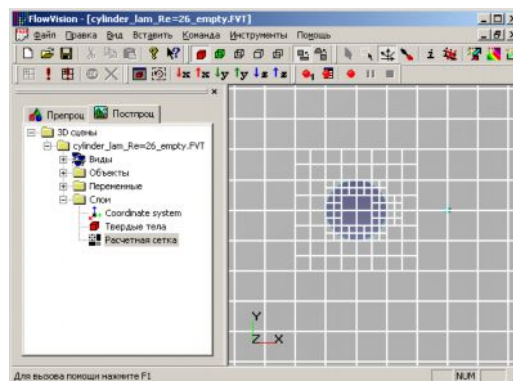 FlowVision - [cylinder_lam_Re=26_empty.FVT]
Файл Правка Вид Вставить Команда Инструменты Помощь
Препроц Постпроц
3D сцены
cylinder_lam_Re=26_empty.FVT
Виды
Объекты
Переменные
Слои
Coordinate system
Твердые тела
Расчетная сетка
Y
Z X
Для вызова помощи нажмите F1
NUM